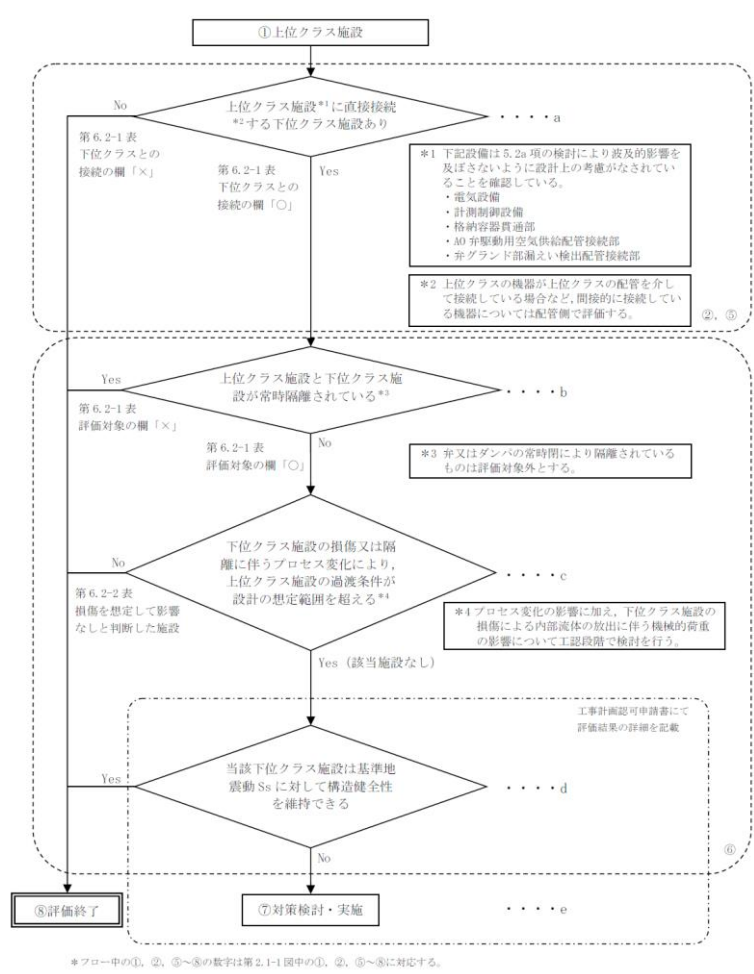 ①上位クラス施設
上位クラス施設*1に直接接続
*2する下位クラス施設あり
・・・・a
No
第6.2-1表
下位クラスとの
接続の欄「×」
第6.2-1表
下位クラスとの
接続の欄「○」
Yes
*1 下記設備は5.2a項の検討により波及的影響を
及ぼさないように設計上の考慮がなされてい
ることを確認している。
・電気設備
・計測制御設備
・格納容器貫通部
・AO弁駆動用空気供給配管接続部
・弁グランド部漏えい検出配管接続部
*2 上位クラスの機器が上位クラスの配管を介し
て接続している場合など,間接的に接続してい
る機器については配管側で評価する。
②、⑤
上位クラス施設と下位クラス施
設が常時隔離されている*3
・・・・b
Yes
第6.2-1表
評価対象の欄「×」
第6.2-1表
評価対象の欄「○」
No
*3 弁又はダンパの常時閉により隔離されている
ものは評価対象外とする。
下位クラス施設の損傷又は隔
離に伴うプロセス変化により,
上位クラス施設の過渡条件が
設計の想定範囲を超える*4
・・・・c
No
第6.2-2表
損傷を想定して影響
なしと判断した施設
*4 プロセス変化の影響に加え,下位クラス施設の
損傷による内部流体の放出に伴う機械的荷重
の影響について工認段階で検討を行う。
Yes（該当施設なし）
工事計画認可申請書にて
評価結果の詳細を記載
当該下位クラス施設は基準地
震動Ssに対して構造健全性
を維持できる
・・・・d
Yes
No
⑥
⑧評価終了
⑦対策検討・実施
・・・・e
*フロー中の①、②、⑤～⑧の数字は第2.1-1図中の①、②、⑤～⑧に対応する。